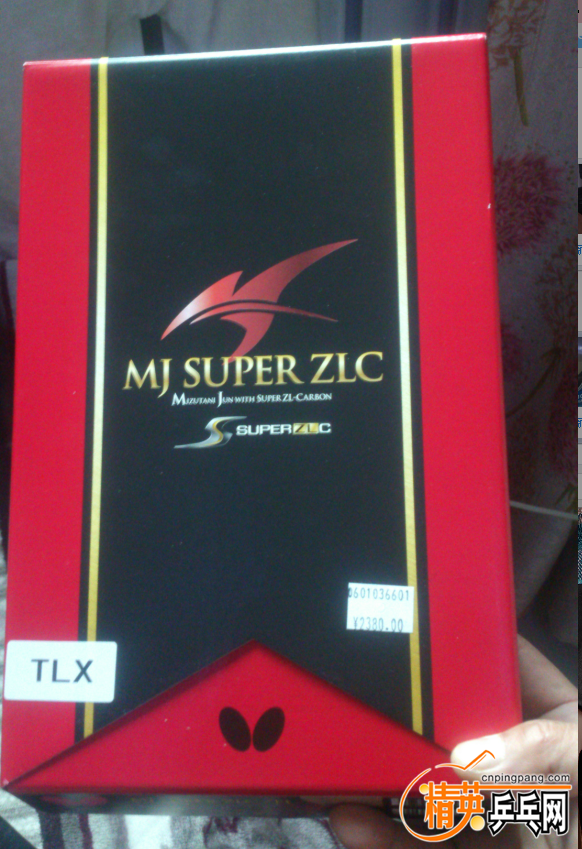 MJ SUPER ZLC
MIZUTANI JUN WITH SUPER ZL-CARBON
SUPER ZLC
0601036601
¥2380.00
TLX
cnpingpang.com
精英乒乓网